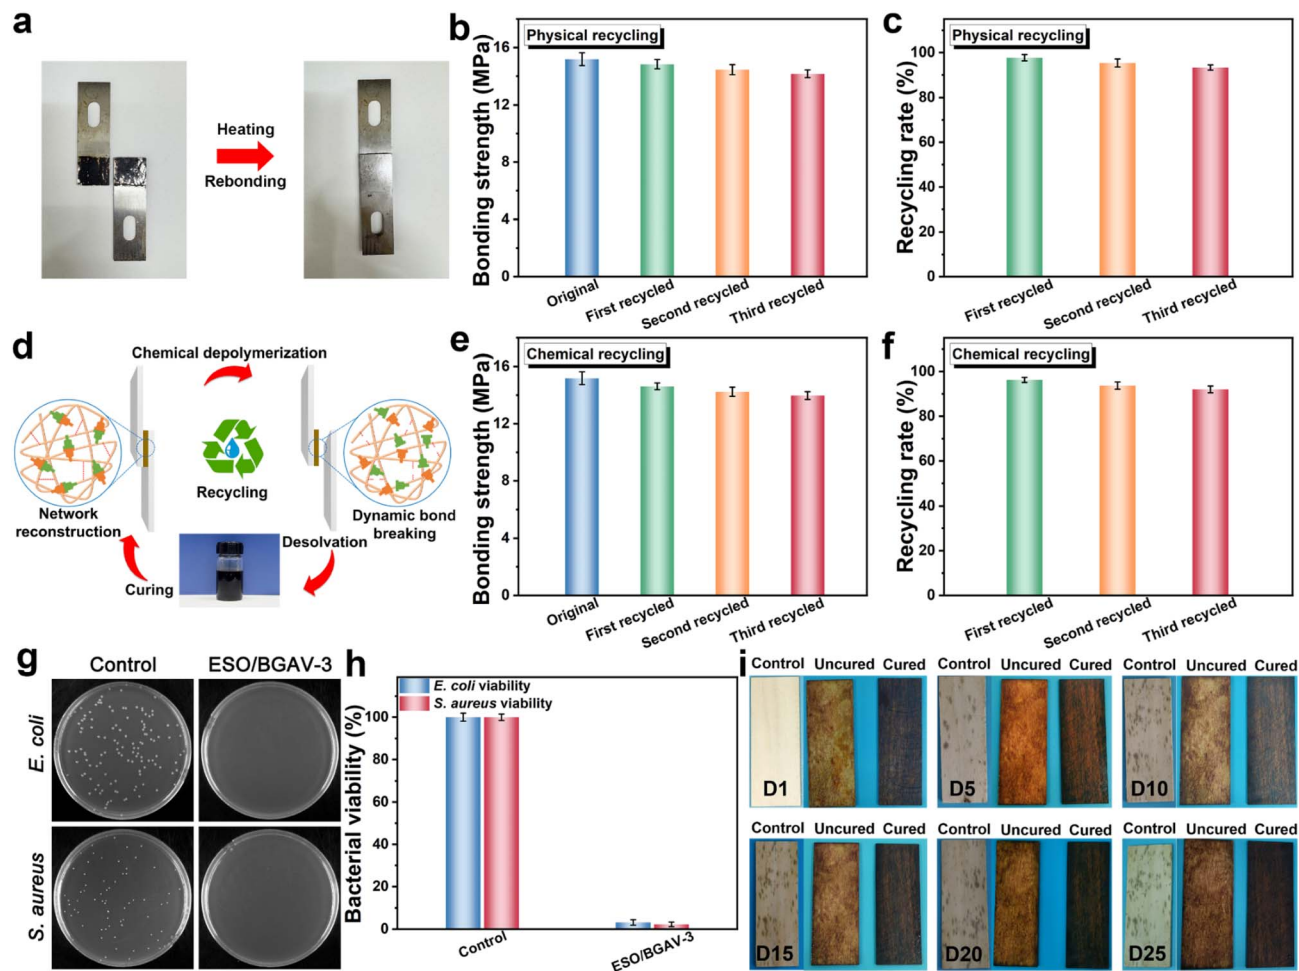 a
Heating
Rebonding
b
Physical recycling
Bonding strength (MPa)
16
12
8
4
0
Original
First recycled
Second recycled
Third recycled
c
Physical recycling
Recycling rate (%)
100
80
60
40
20
0
First recycled
Second recycled
Third recycled
d
Chemical depolymerization
Recycling
Network
reconstruction
Dynamic bond
breaking
Desolvation
Curing
e
Chemical recycling
Bonding strength (MPa)
16
12
8
4
0
Original
First recycled
Second recycled
Third recycled
f
Chemical recycling
Recycling rate (%)
100
80
60
40
20
0
First recycled
Second recycled
Third recycled
g
Control
ESO/BGAV-3
E. coli
S. aureus
h
E. coli viability
S. aureus viability
Bacterial viability (%)
100
80
60
40
20
0
Control
ESO/BGAV-3
i
Control Uncured Cured
D1
Control Uncured Cured
D5
Control Uncured Cured
D10
Control Uncured Cured
D15
Control Uncured Cured
D20
Control Uncured Cured
D25